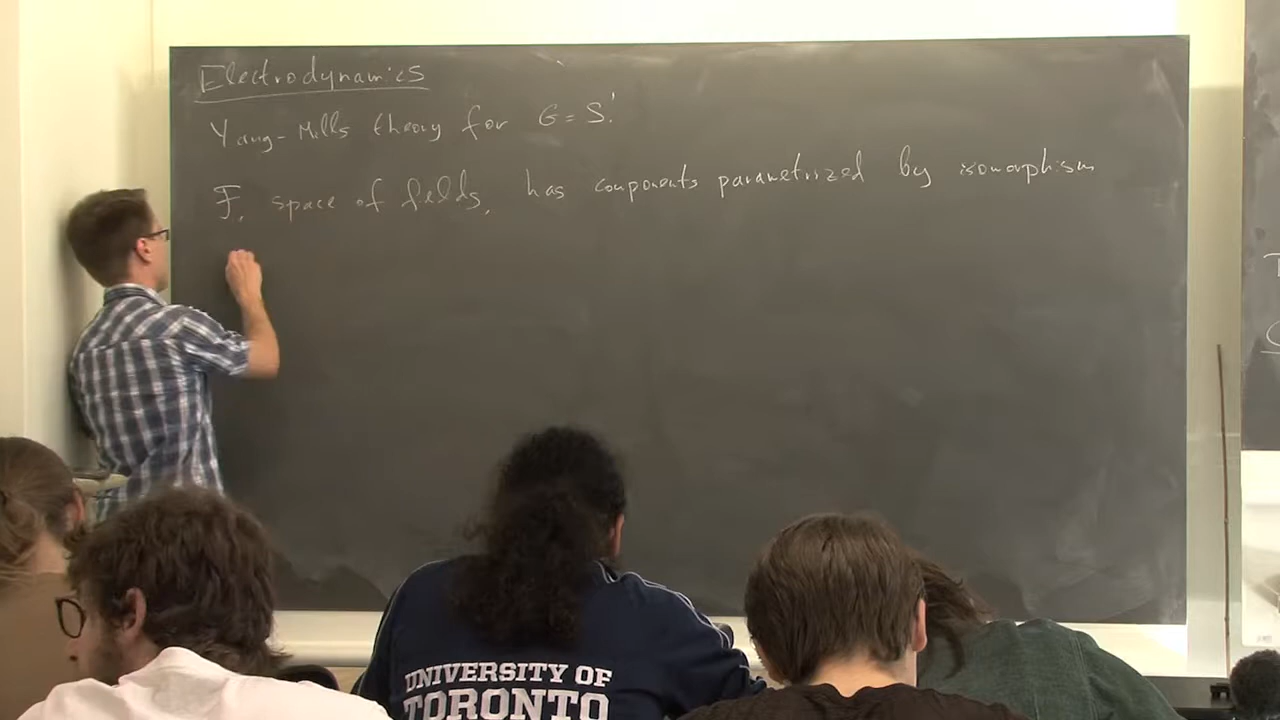 Electrodynamics
Yang-Mills theory for G = S¹.
F, space of fields, has components parametrized by isomorphism
UNIVERSITY OF
TORONTO